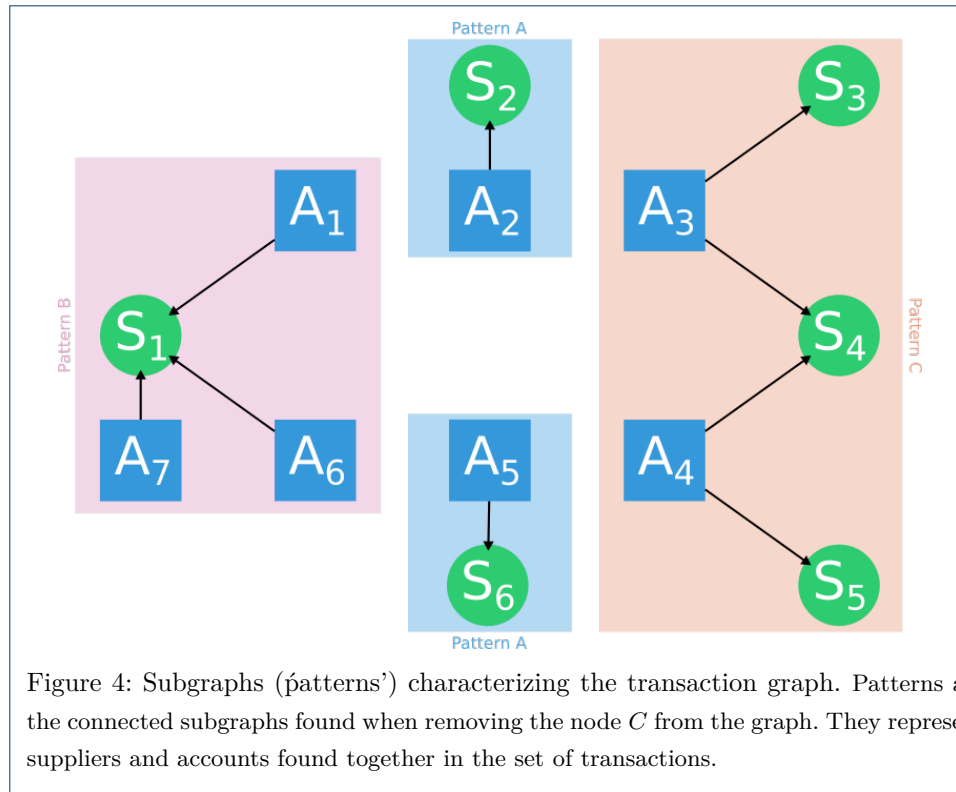 Pattern A
S2
A2
Pattern B
A1
S1
A7
A6
A5
S6
Pattern A
S3
A3
S4
A4
S5
Pattern C
Figure 4: Subgraphs (ṕatterns’) characterizing the transaction graph. Patterns a
the connected subgraphs found when removing the node C from the graph. They represe
suppliers and accounts found together in the set of transactions.